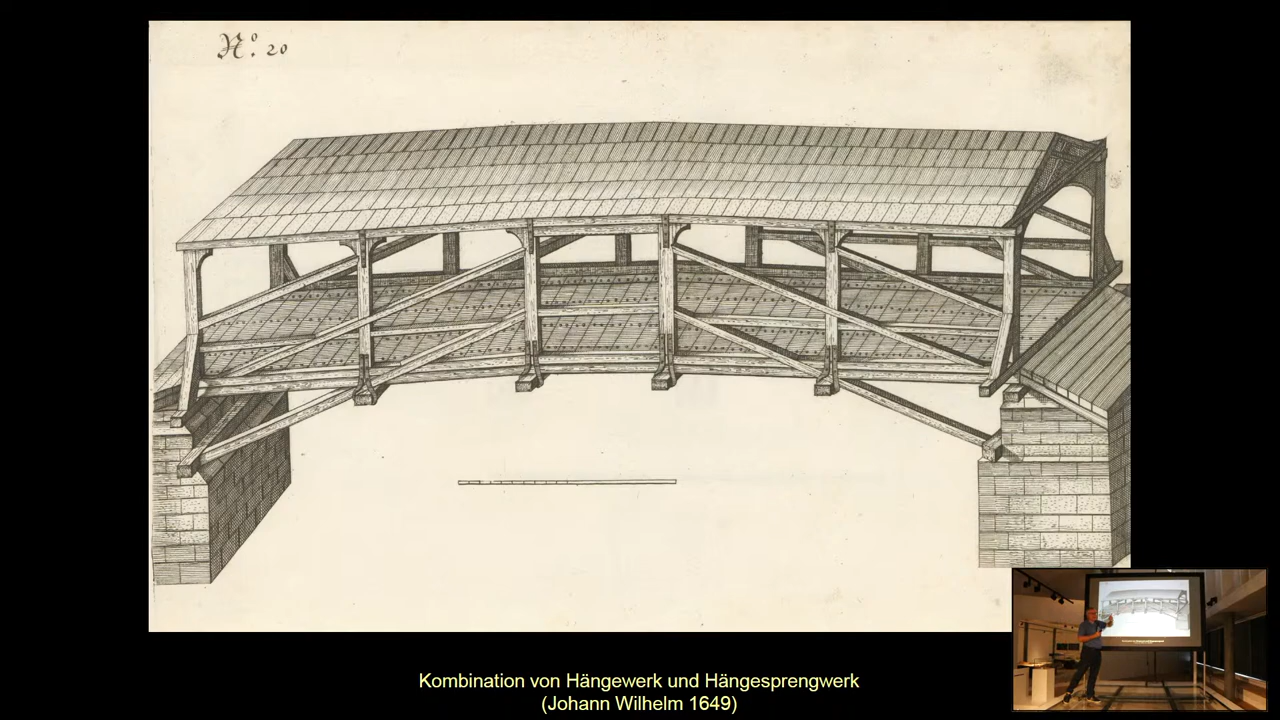 No. 20
Kombination von Hängewerk und Hängesprengwerk
(Johann Wilhelm 1649)